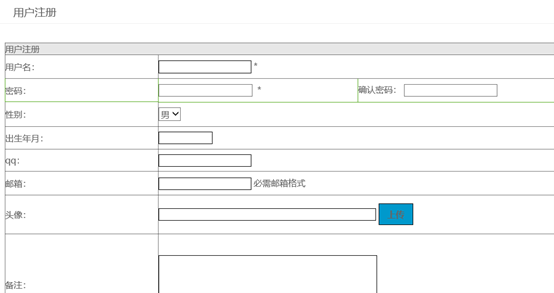 用户注册
用户注册
用户名： *
密码： * 确认密码：
性别： 男
出生年月：
qq：
邮箱： 必需邮箱格式
头像： 上传
备注：